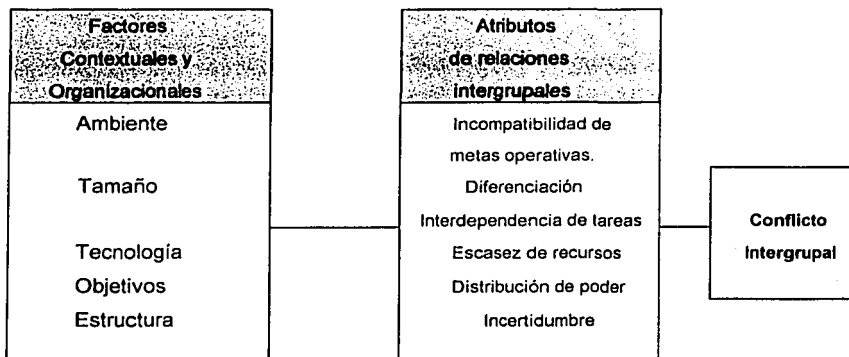 Factores
Contextuales y
Organizacionales
Ambiente
Tamaño
Tecnología
Objetivos
Estructura
Atributos
de relaciones
intergrupales
Incompatibilidad de
metas operativas.
Diferenciación
Interdependencia de tareas
Escasez de recursos
Distribución de poder
Incertidumbre
Conflicto
Intergrupal